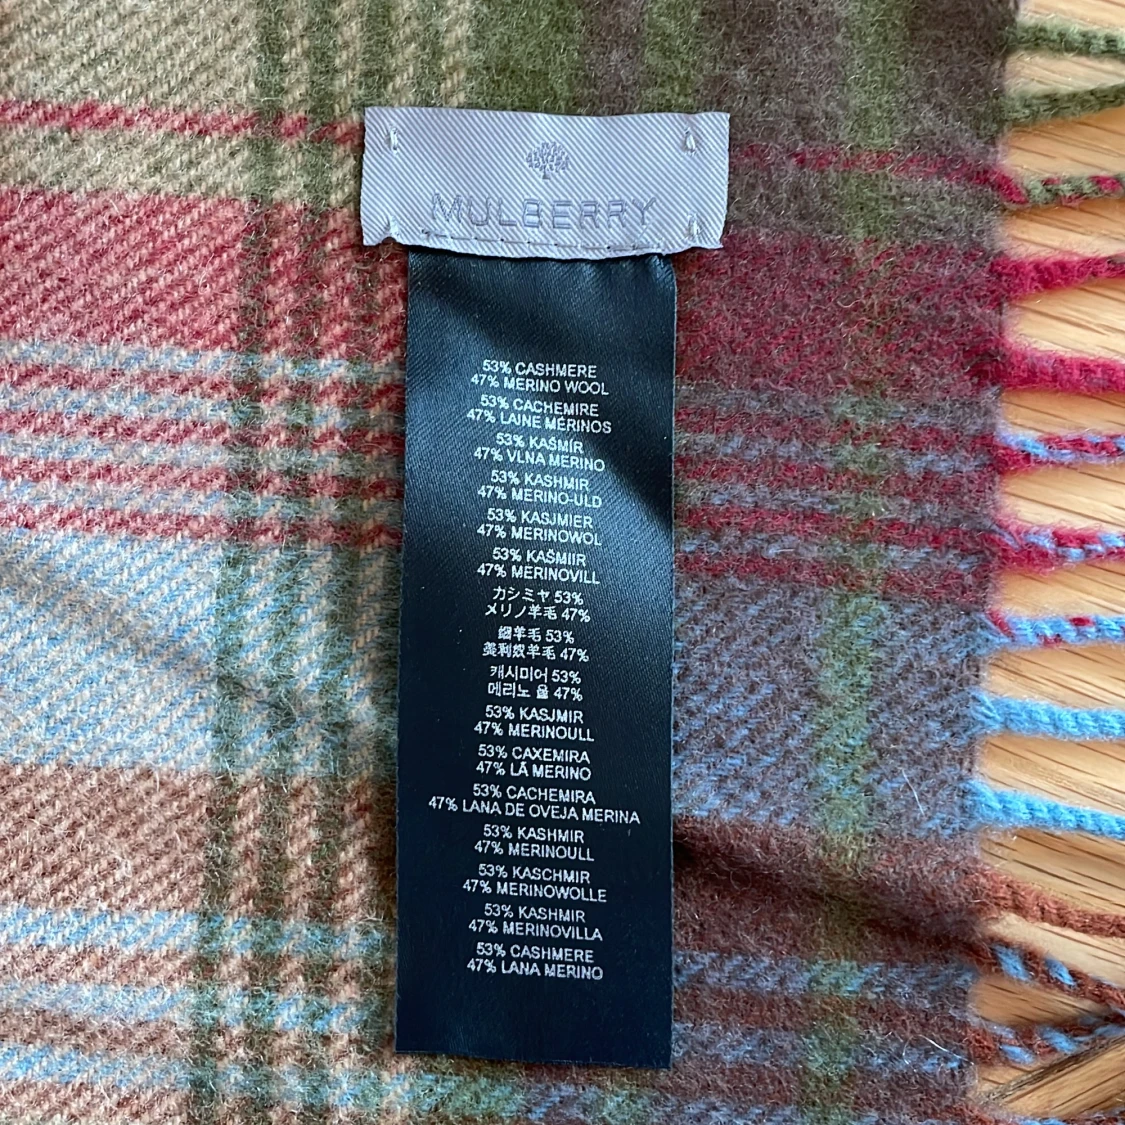 MULBERRY
53% CASHMERE
47% MERINO WOOL
53% CACHEMIRE
47% LAINE MÉRINOS
53% KAŠMÍR
47% VLNA MERINO
53% KASHMIR
47% MERINO-ULD
53% KASJMIER
47% MERINOWOL
53% KAŠMIIR
47% MERINOVILL
カシミヤ 53%
メリノ羊毛 47%
細羊毛 53%
美利奴羊毛 47%
캐시미어 53%
메리노 울 47%
53% KASJMIR
47% MERINOULL
53% CAXEMIRA
47% LÃ MERINO
53% CACHEMIRA
47% LANA DE OVEJA MERINA
53% KASHMIR
47% MERINOULL
53% KASCHMIR
47% MERINOWOLLE
53% KASHMIR
47% MERINOVILLA
53% CASHMERE
47% LANA MERINO